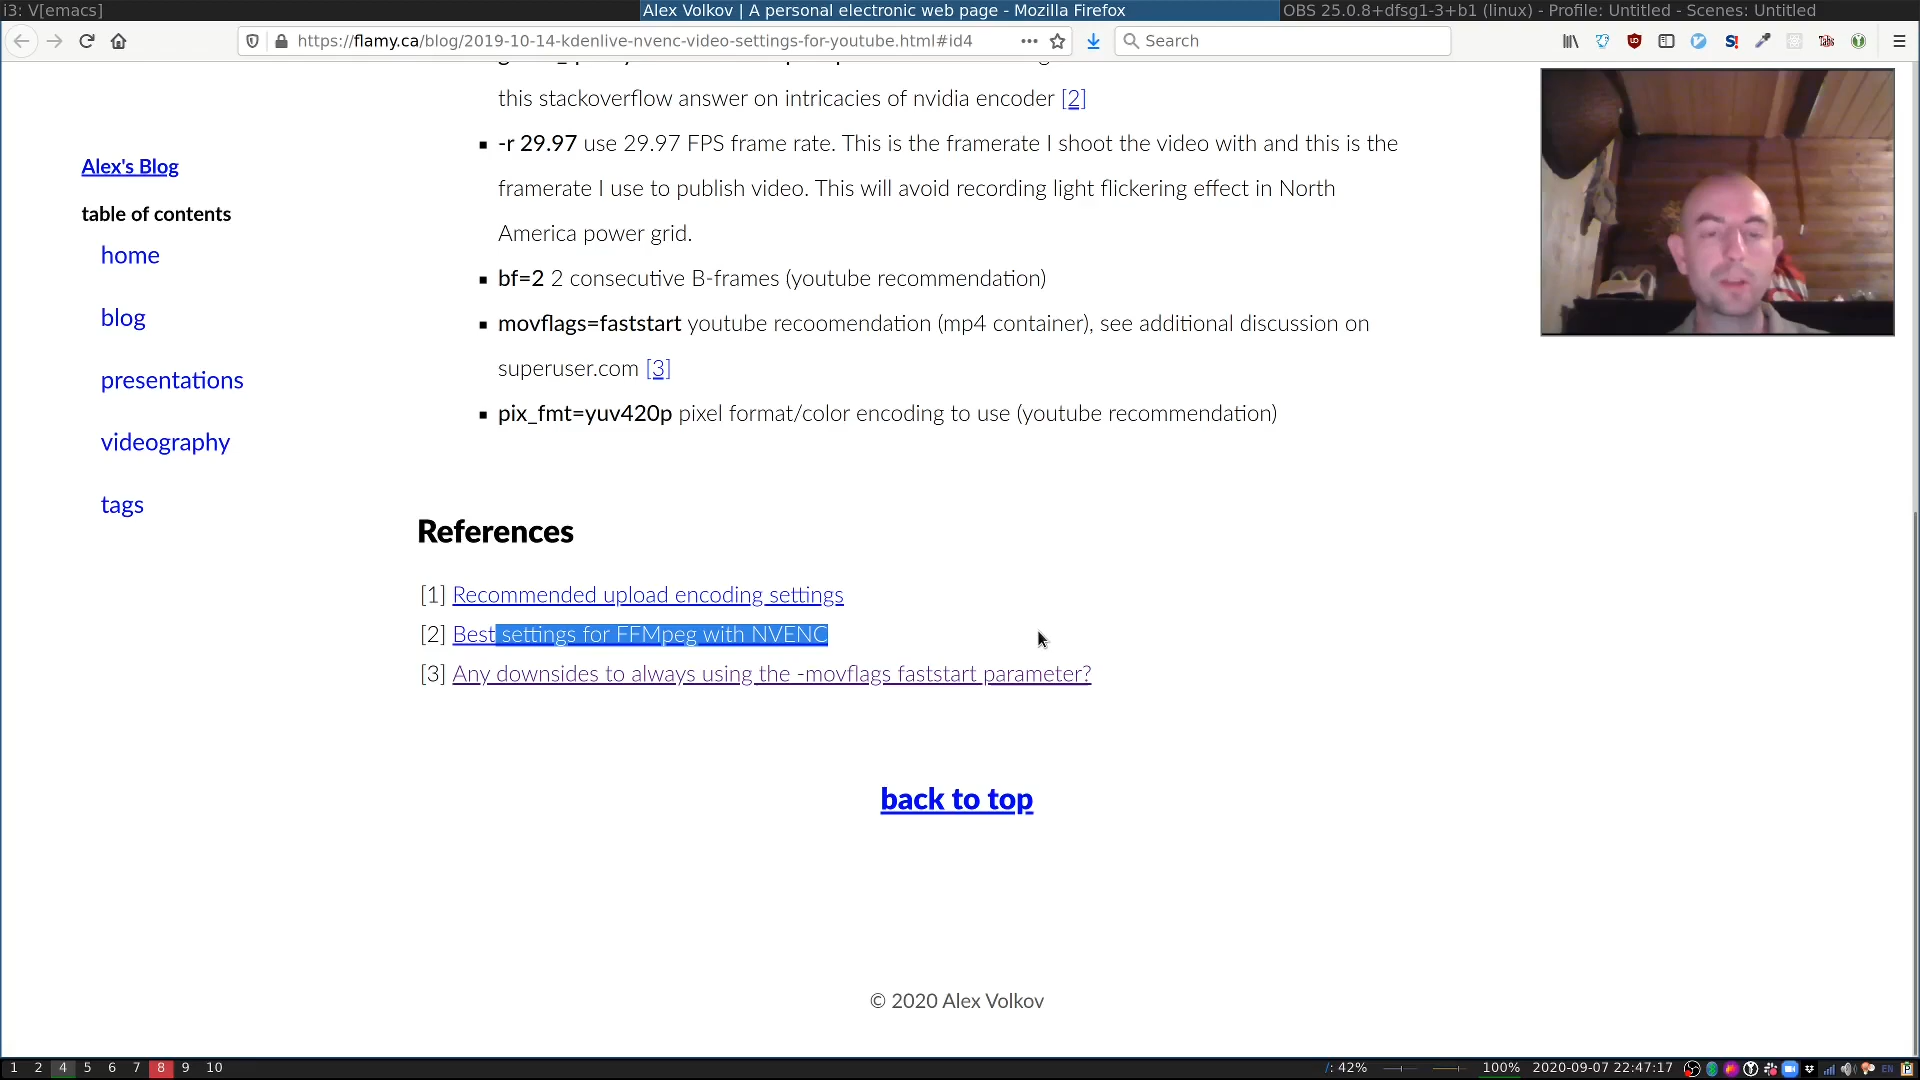 i3: V[emacs]
Alex Volkov | A personal electronic web page - Mozilla Firefox
OBS 25.0.8+dfsg1-3+b1 (linux) - Profile: Untitled - Scenes: Untitled
https://flamy.ca/blog/2019-10-14-kdenlive-nvenc-video-settings-for-youtube.html#id4
Search
Alex's Blog
table of contents
home
blog
presentations
videography
tags
this stackoverflow answer on intricacies of nvidia encoder [2]
-r 29.97 use 29.97 FPS frame rate. This is the framerate I shoot the video with and this is the
framerate I use to publish video. This will avoid recording light flickering effect in North
America power grid.
bf=2 2 consecutive B-frames (youtube recommendation)
movflags=faststart youtube recoomendation (mp4 container), see additional discussion on
superuser.com [3]
pix_fmt=yuv420p pixel format/color encoding to use (youtube recommendation)
References
[1] Recommended upload encoding settings
[2] Best settings for FFMpeg with NVENC
[3] Any downsides to always using the -movflags faststart parameter?
back to top
© 2020 Alex Volkov
1 2 4 5 6 7 8 9 10
/: 42% 100% 2020-09-07 22:47:17 EN